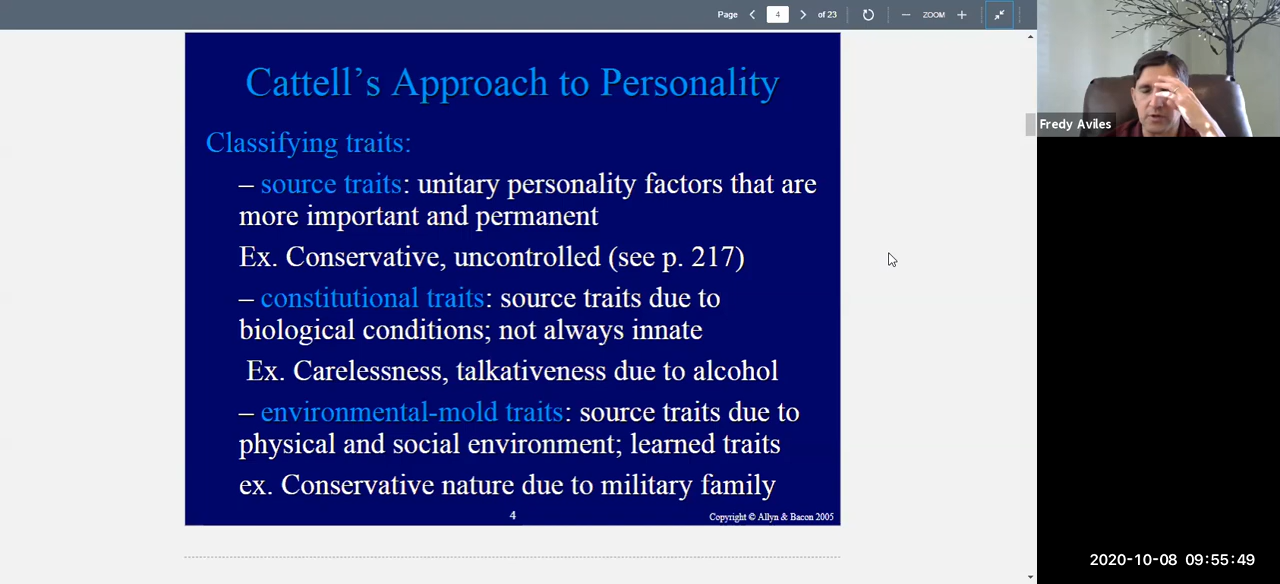 Page 4 of 23 ZOOM
Cattell's Approach to Personality
Classifying traits:
– source traits: unitary personality factors that are
more important and permanent
Ex. Conservative, uncontrolled (see p. 217)
– constitutional traits: source traits due to
biological conditions; not always innate
Ex. Carelessness, talkativeness due to alcohol
– environmental-mold traits: source traits due to
physical and social environment; learned traits
ex. Conservative nature due to military family
4
Copyright © Allyn & Bacon 2005
Fredy Aviles
2020-10-08 09:55:49